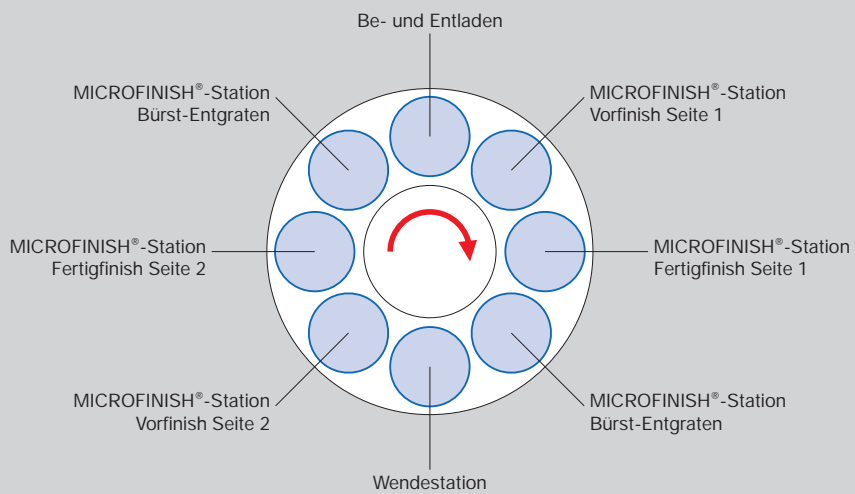 Be- und Entladen
MICROFINISH®-Station
Bürst-Entgraten
MICROFINISH®-Station
Vorfinish Seite 1
MICROFINISH®-Station
Fertigfinish Seite 2
MICROFINISH®-Station
Fertigfinish Seite 1
MICROFINISH®-Station
Vorfinish Seite 2
MICROFINISH®-Station
Bürst-Entgraten
Wendestation